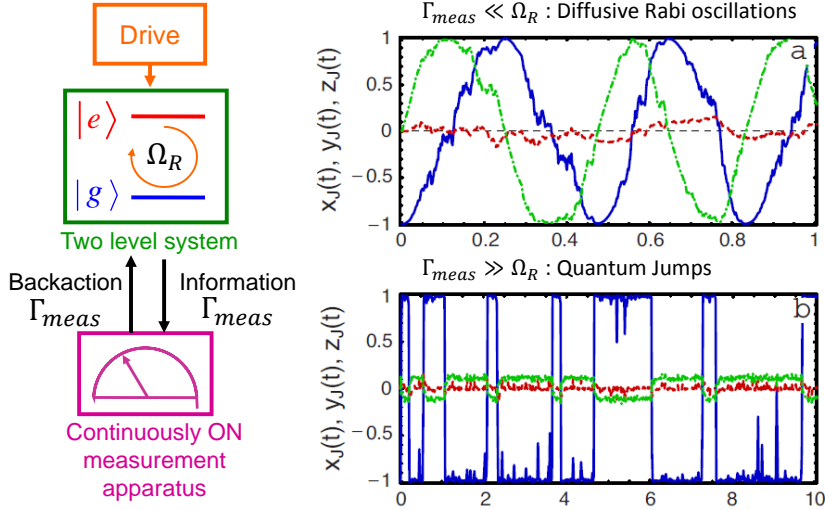 Drive
|e⟩
Ω_R
|g⟩
Two level system
Backaction
Γ_meas
Information
Γ_meas
Continuously ON
measurement
apparatus
Γ_meas ≪ Ω_R : Diffusive Rabi oscillations
a
x_J(t), y_J(t), z_J(t)
1
0.5
0
−0.5
−1
0 0.2 0.4 0.6 0.8 1
Γ_meas ≫ Ω_R : Quantum Jumps
b
x_J(t), y_J(t), z_J(t)
1
0.5
0
−0.5
−1
0 2 4 6 8 10